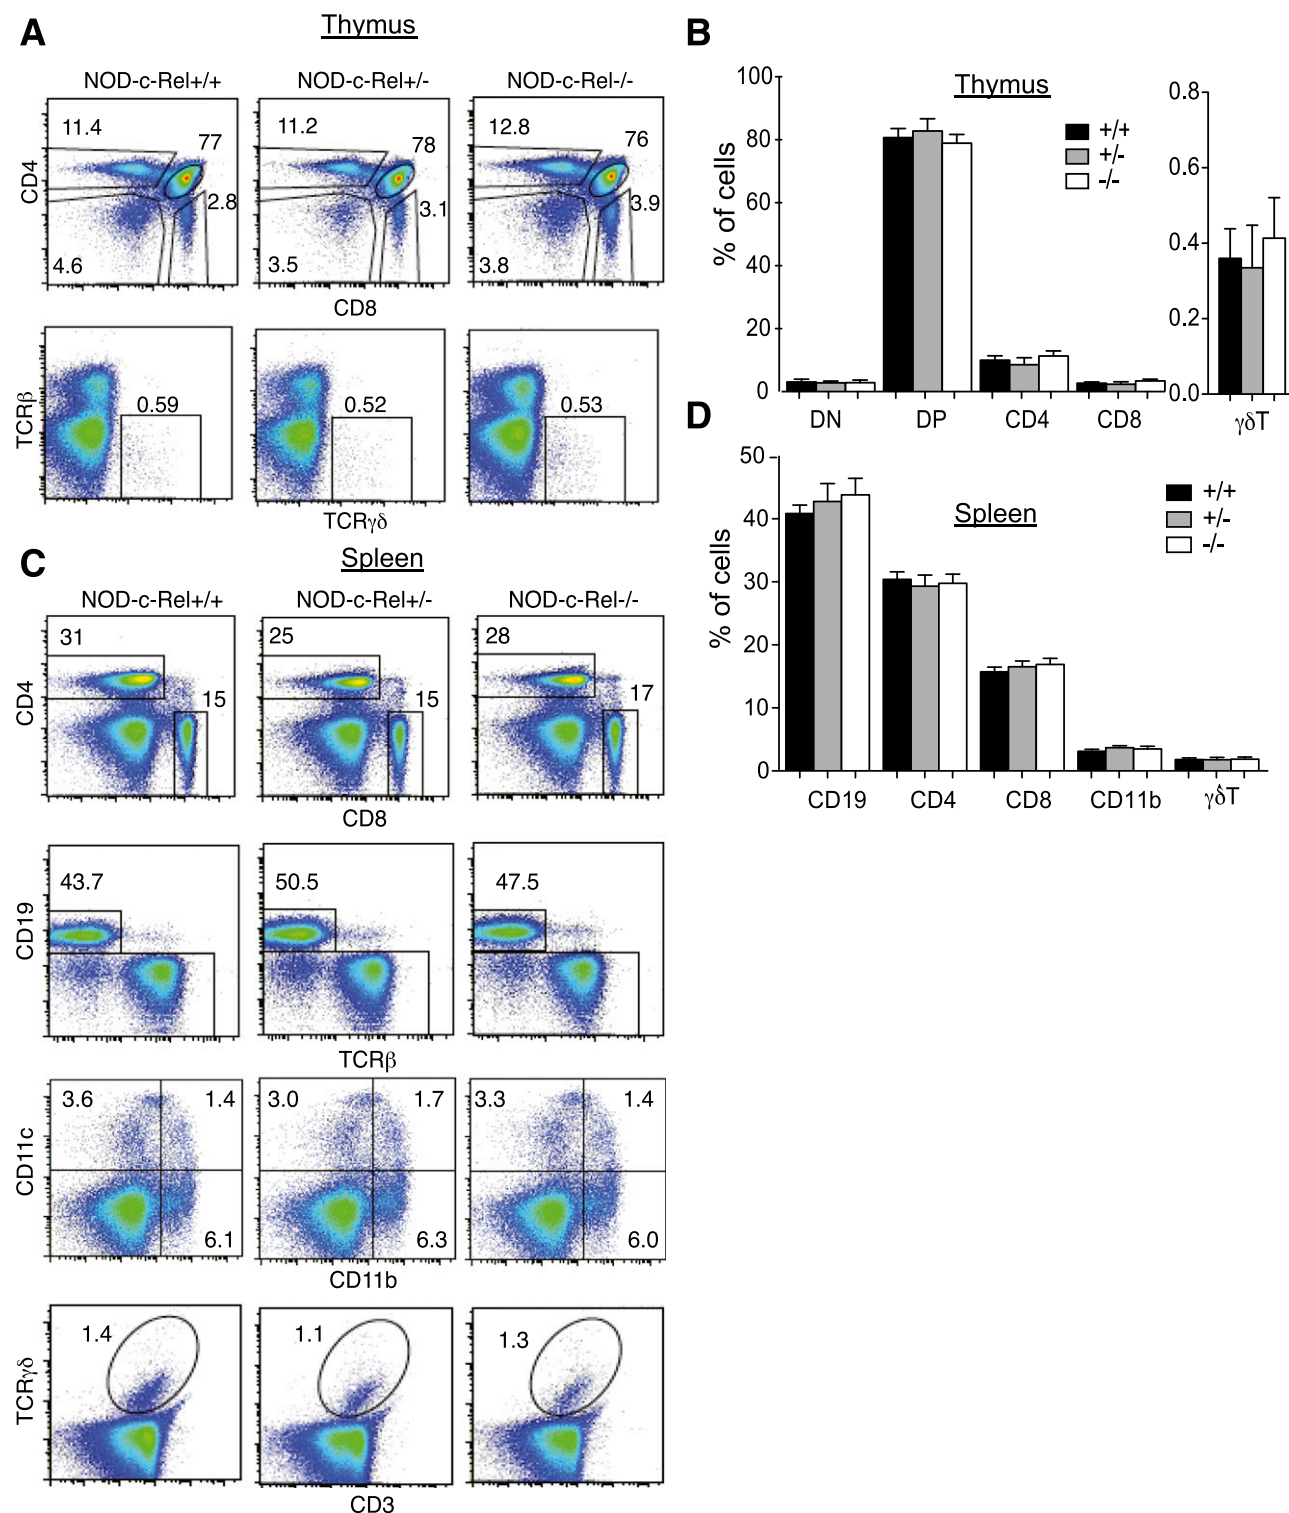 A
Thymus
NOD-c-Rel+/+ NOD-c-Rel+/- NOD-c-Rel-/-
CD4
11.4 77 2.8 4.6
11.2 78 3.1 3.5
12.8 76 3.9 3.8
CD8
TCRβ
0.59 0.52 0.53
TCRγδ
B
Thymus
% of cells
100
80
60
40
20
0
+/+
+/-
-/-
DN DP CD4 CD8
0.8
0.6
0.4
0.2
0.0
γδT
C
Spleen
NOD-c-Rel+/+ NOD-c-Rel+/- NOD-c-Rel-/-
CD4
31 15
25 15
28 17
CD8
CD19
43.7 50.5 47.5
TCRβ
CD11c
3.6 1.4 6.1
3.0 1.7 6.3
3.3 1.4 6.0
CD11b
TCRγδ
1.4 1.1 1.3
CD3
D
Spleen
% of cells
50
40
30
20
10
0
+/+
+/-
-/-
CD19 CD4 CD8 CD11b γδT